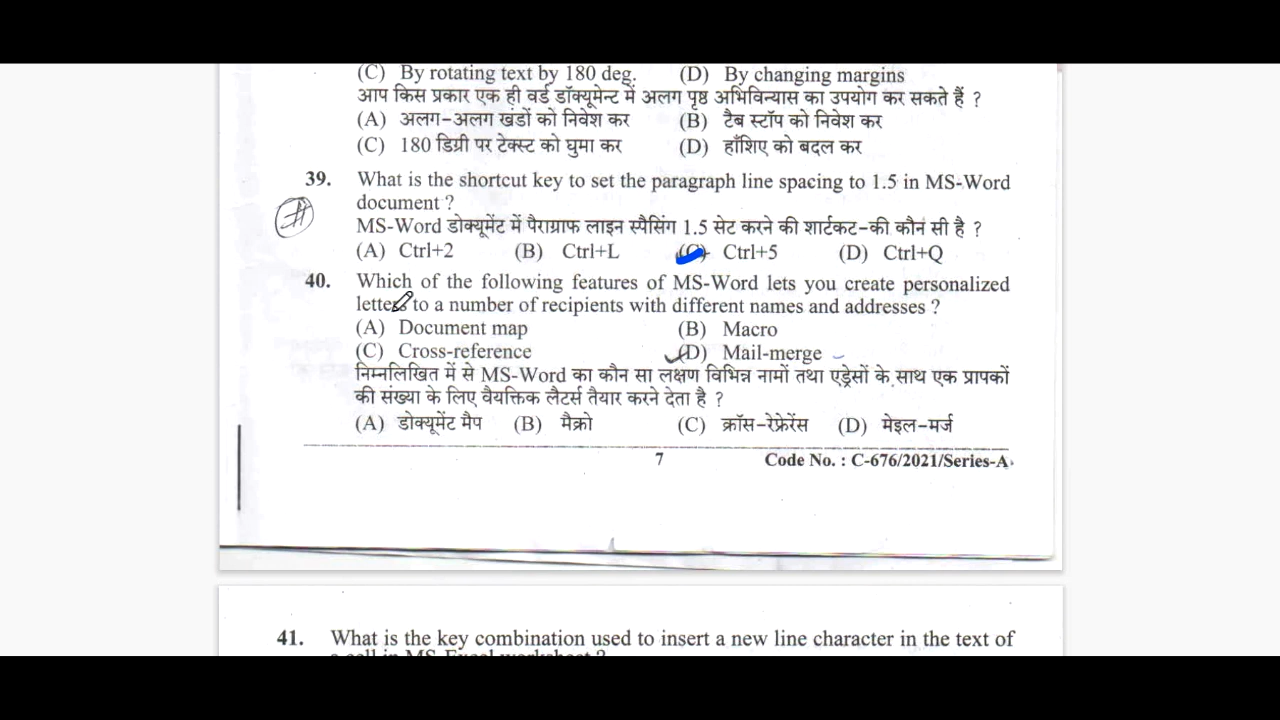 (C) By rotating text by 180 deg. (D) By changing margins
आप किस प्रकार एक ही वर्ड डॉक्यूमेन्ट में अलग पृष्ठ अभिविन्यास का उपयोग कर सकते हैं ?
(A) अलग-अलग खंडों को निवेश कर (B) टैब स्टॉप को निवेश कर
(C) 180 डिग्री पर टेक्स्ट को घुमा कर (D) हाँशिए को बदल कर
39. What is the shortcut key to set the paragraph line spacing to 1.5 in MS-Word
document ?
MS-Word डोक्यूमेंट में पैराग्राफ लाइन स्पैसिंग 1.5 सेट करने की शार्टकट-की कौन सी है ?
(A) Ctrl+2 (B) Ctrl+L (C) Ctrl+5 (D) Ctrl+Q
40. Which of the following features of MS-Word lets you create personalized
letters to a number of recipients with different names and addresses ?
(A) Document map (B) Macro
(C) Cross-reference (D) Mail-merge
निम्नलिखित में से MS-Word का कौन सा लक्षण विभिन्न नामों तथा एड्रेसों के साथ एक प्रापकों
की संख्या के लिए वैयक्तिक लैटर्स तैयार करने देता है ?
(A) डोक्यूमेंट मैप (B) मैक्रो (C) क्रॉस-रेफ्रेरेंस (D) मेइल-मर्ज
7 Code No. : C-676/2021/Series-A
41. What is the key combination used to insert a new line character in the text of
a cell in MS-Excel worksheet ?